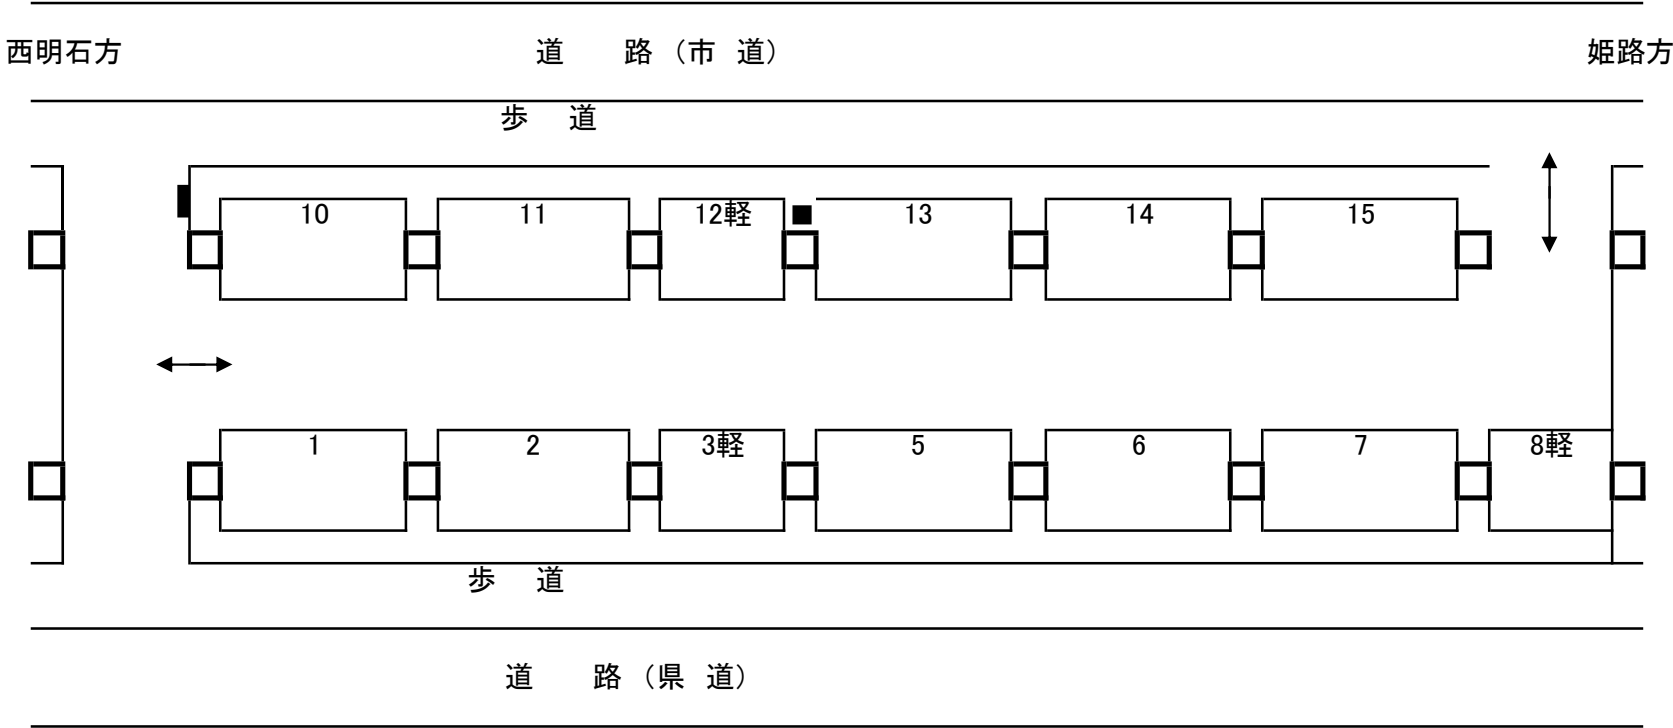 西明石方 道 路 (市 道) 姫路方
歩 道
10 11 12軽 13 14 15
1 2 3軽 5 6 7 8軽
歩 道
道 路 (県 道)